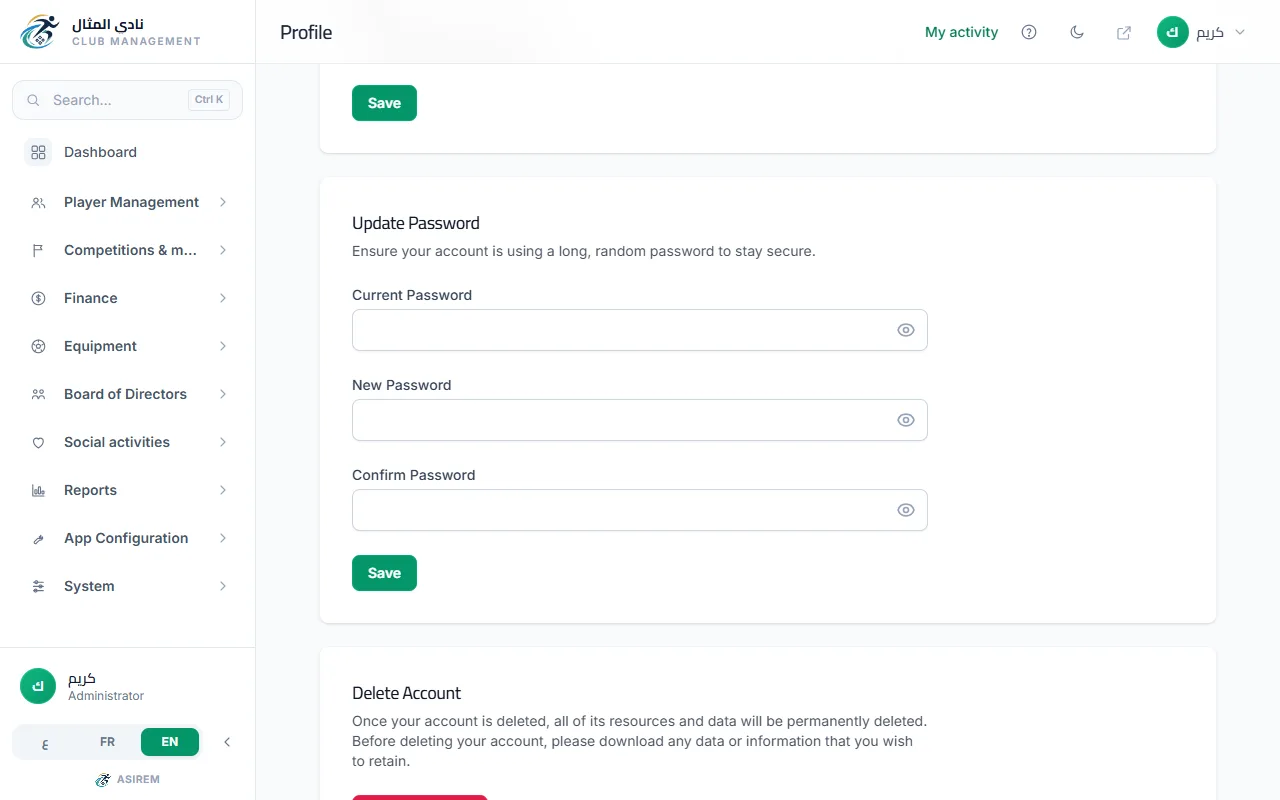 نادي المثال
CLUB MANAGEMENT
Profile
My activity
ك
كريم
Search...
Ctrl K
Dashboard
Player Management
Competitions & m...
Finance
Equipment
Board of Directors
Social activities
Reports
App Configuration
System
ك
كريم
Administrator
ع
FR
EN
ASIREM
Save
Update Password
Ensure your account is using a long, random password to stay secure.
Current Password
New Password
Confirm Password
Save
Delete Account
Once your account is deleted, all of its resources and data will be permanently deleted.
Before deleting your account, please download any data or information that you wish
to retain.